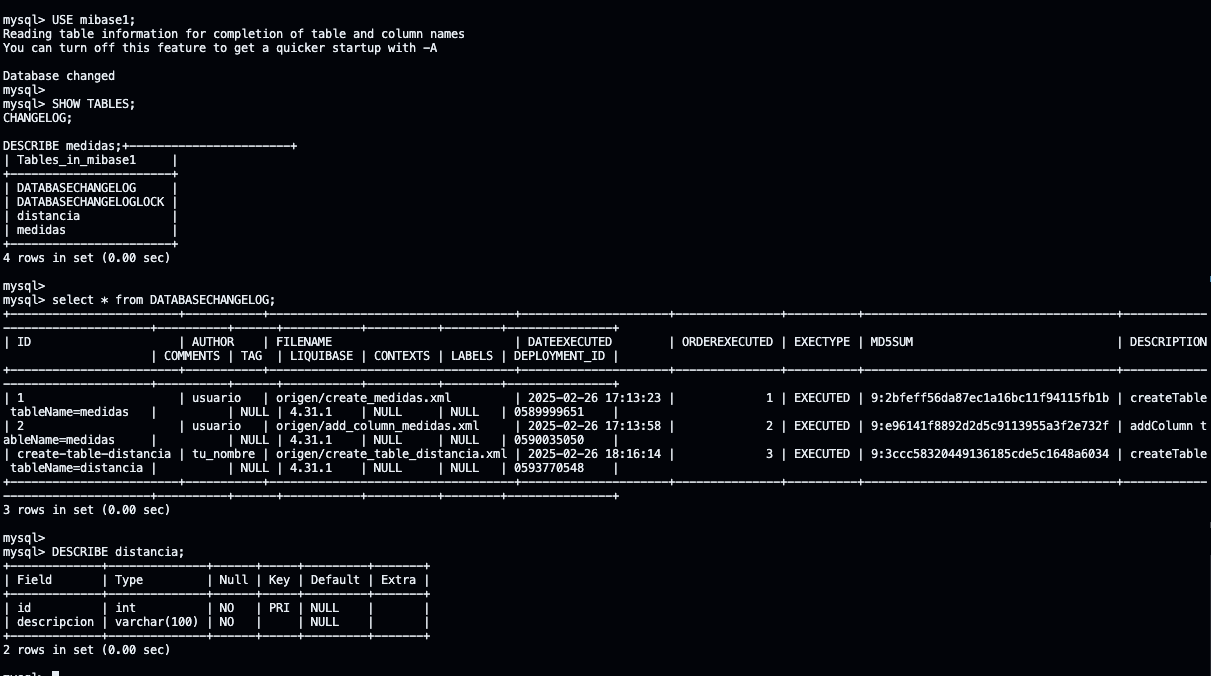 mysql> USE mibase1;
Reading table information for completion of table and column names
You can turn off this feature to get a quicker startup with -A
Database changed
mysql>
mysql> SHOW TABLES;
CHANGELOG;
DESCRIBE medidas;+-----------------------+
| Tables_in_mibase1     |
+-----------------------+
| DATABASECHANGELOG     |
| DATABASECHANGELOGLOCK |
| distancia             |
| medidas               |
+-----------------------+
4 rows in set (0.00 sec)
mysql>
mysql> select * from DATABASECHANGELOG;
| ID                     | AUTHOR    | FILENAME                           | DATEEXECUTED        | ORDEREXECUTED | EXECTYPE | MD5SUM                             | DESCRIPTION
                     | COMMENTS | TAG  | LIQUIBASE | CONTEXTS | LABELS | DEPLOYMENT_ID |
| 1                      | usuario   | origen/create_medidas.xml          | 2025-02-26 17:13:23 |             1 | EXECUTED | 9:2bfeff56da87ec1a16bc11f94115fb1b | createTable
 tableName=medidas   |          | NULL | 4.31.1    | NULL     | NULL   | 0589999651    |
| 2                      | usuario   | origen/add_column_medidas.xml      | 2025-02-26 17:13:58 |             2 | EXECUTED | 9:e96141f8892d2d5c9113955a3f2e732f | addColumn t
ableName=medidas     |          | NULL | 4.31.1    | NULL     | NULL   | 0590035050    |
| create-table-distancia | tu_nombre | origen/create_table_distancia.xml | 2025-02-26 18:16:14 |             3 | EXECUTED | 9:3ccc58320449136185cde5c1648a6034 | createTable
 tableName=distancia |          | NULL | 4.31.1    | NULL     | NULL   | 0593770548    |
3 rows in set (0.00 sec)
mysql>
mysql> DESCRIBE distancia;
+-------------+--------------+------+-----+---------+-------+
| Field       | Type         | Null | Key | Default | Extra |
+-------------+--------------+------+-----+---------+-------+
| id          | int          | NO   | PRI | NULL    |       |
| descripcion | varchar(100) | NO   |     | NULL    |       |
+-------------+--------------+------+-----+---------+-------+
2 rows in set (0.00 sec)
mysql>